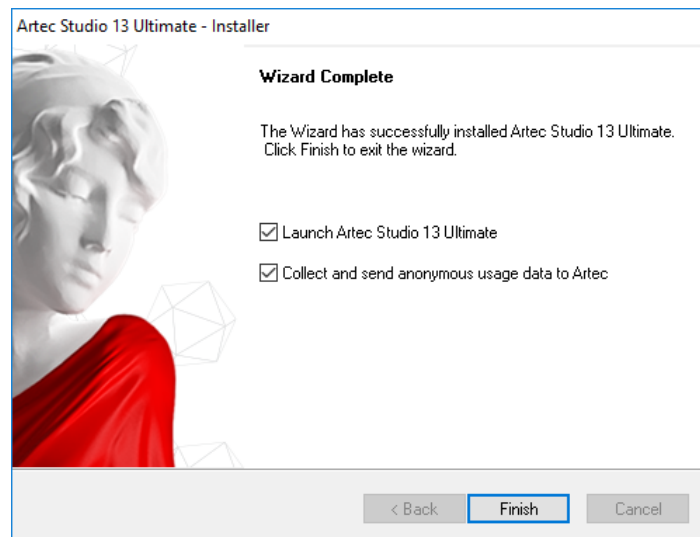 Artec Studio 13 Ultimate - Installer
Wizard Complete
The Wizard has successfully installed Artec Studio 13 Ultimate.
Click Finish to exit the wizard.
Launch Artec Studio 13 Ultimate
Collect and send anonymous usage data to Artec
< Back Finish Cancel